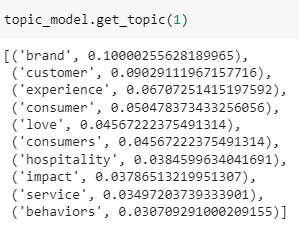 topic_model.get_topic(1)
[('brand', 0.10000255628189965),
('customer', 0.09029111967157716),
('experience', 0.06707251415197592),
('consumer', 0.050478373433256056),
('love', 0.04567222375491314),
('consumers', 0.04567222375491314),
('hospitality', 0.0384599634041691),
('impact', 0.03786513219951307),
('service', 0.03497203739333901),
('behaviors', 0.030709291000209155)]